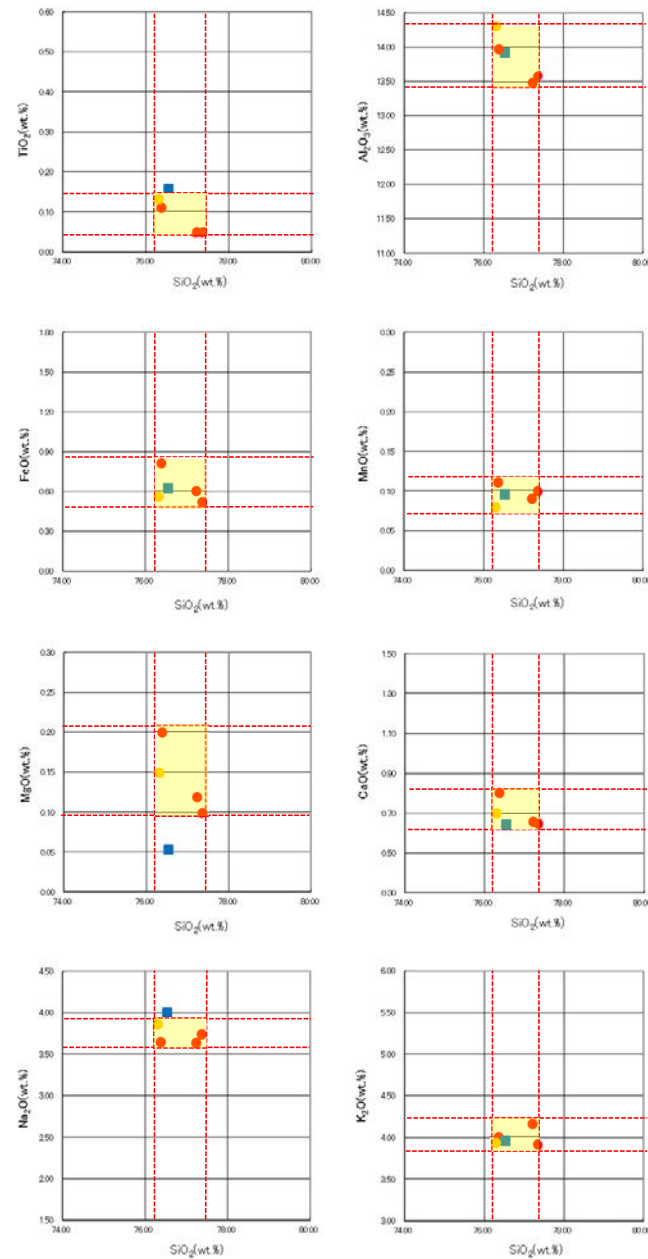 TiO₂(wt.%)
0.60
0.50
0.40
0.30
0.20
0.10
0.00
74.00 76.00 78.00 80.00
SiO₂(wt.%)
Al₂O₃(wt.%)
14.50
14.00
13.50
13.00
12.50
12.00
11.50
11.00
74.00 76.00 78.00 80.00
SiO₂(wt.%)
FeO(wt.%)
1.80
1.50
1.20
0.90
0.60
0.30
0.00
74.00 76.00 78.00 80.00
SiO₂(wt.%)
MnO(wt.%)
0.30
0.25
0.20
0.15
0.10
0.05
0.00
74.00 76.00 78.00 80.00
SiO₂(wt.%)
MgO(wt.%)
0.30
0.25
0.20
0.15
0.10
0.05
0.00
74.00 76.00 78.00 80.00
SiO₂(wt.%)
CaO(wt.%)
1.50
1.30
1.10
0.90
0.70
0.50
0.30
74.00 76.00 78.00 80.00
SiO₂(wt.%)
Na₂O(wt.%)
4.50
4.00
3.50
3.00
2.50
2.00
1.50
74.00 76.00 78.00 80.00
SiO₂(wt.%)
K₂O(wt.%)
6.00
5.50
5.00
4.50
4.00
3.50
3.00
74.00 76.00 78.00 80.00
SiO₂(wt.%)